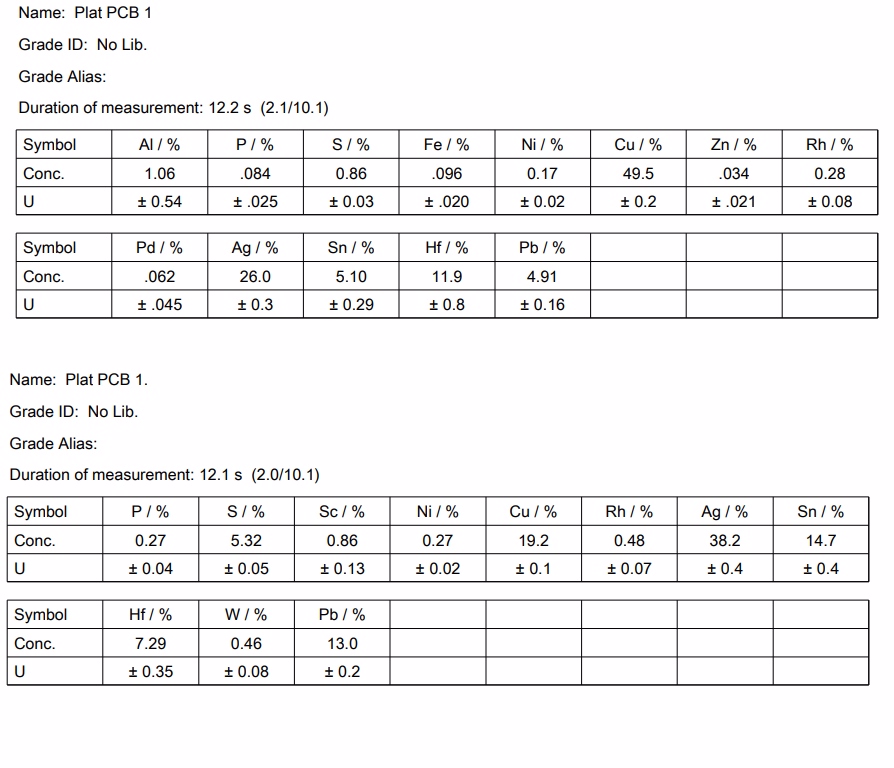 Name: Plat PCB 1
Grade ID: No Lib.
Grade Alias:
Duration of measurement: 12.2 s (2.1/10.1)
Symbol Al / % P / % S / % Fe / % Ni / % Cu / % Zn / % Rh / %
Conc. 1.06 .084 0.86 .096 0.17 49.5 .034 0.28
U ± 0.54 ± .025 ± 0.03 ± .020 ± 0.02 ± 0.2 ± .021 ± 0.08
Symbol Pd / % Ag / % Sn / % Hf / % Pb / %
Conc. .062 26.0 5.10 11.9 4.91
U ± .045 ± 0.3 ± 0.29 ± 0.8 ± 0.16
Name: Plat PCB 1.
Grade ID: No Lib.
Grade Alias:
Duration of measurement: 12.1 s (2.0/10.1)
Symbol P / % S / % Sc / % Ni / % Cu / % Rh / % Ag / % Sn / %
Conc. 0.27 5.32 0.86 0.27 19.2 0.48 38.2 14.7
U ± 0.04 ± 0.05 ± 0.13 ± 0.02 ± 0.1 ± 0.07 ± 0.4 ± 0.4
Symbol Hf / % W / % Pb / %
Conc. 7.29 0.46 13.0
U ± 0.35 ± 0.08 ± 0.2